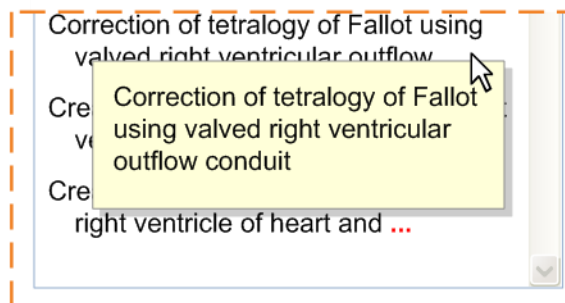 Correction of tetralogy of Fallot using
valved right ventricular outflow
Correction of tetralogy of Fallot
using valved right ventricular
outflow conduit
Cre
ve
Cre
right ventricle of heart and ...